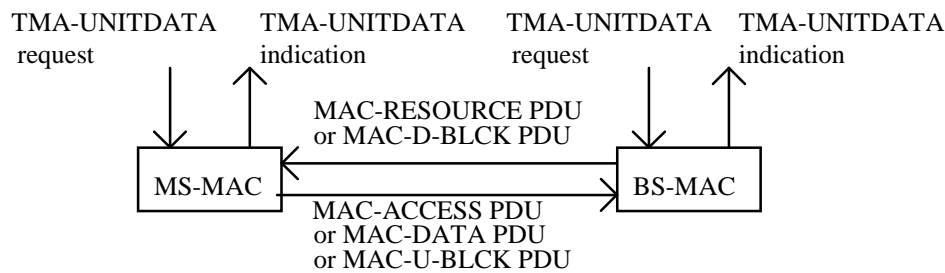 TMA-UNITDATA TMA-UNITDATA TMA-UNITDATA TMA-UNITDATA
request indication request indication
MAC-RESOURCE PDU
or MAC-D-BLCK PDU
MS-MAC BS-MAC
MAC-ACCESS PDU
or MAC-DATA PDU
or MAC-U-BLCK PDU